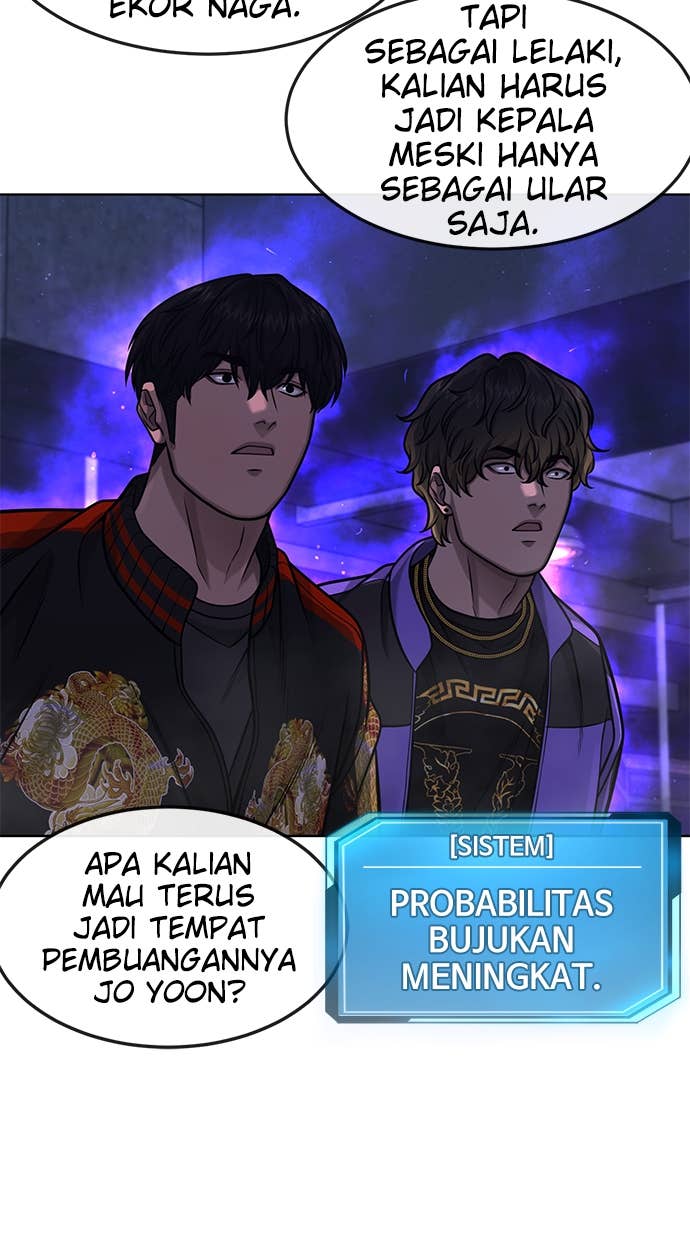 EKOR NAGA.
TAPI
SEBAGAI LELAKI,
KALIAN HARUS
JADI KEPALA
MESKI HANYA
SEBAGAI ULAR
SAJA.
APA KALIAN
MAU TERUS
JADI TEMPAT
PEMBUANGANNYA
JO YOON?
[SISTEM]
PROBABILITAS
BUJUKAN
MENINGKAT.